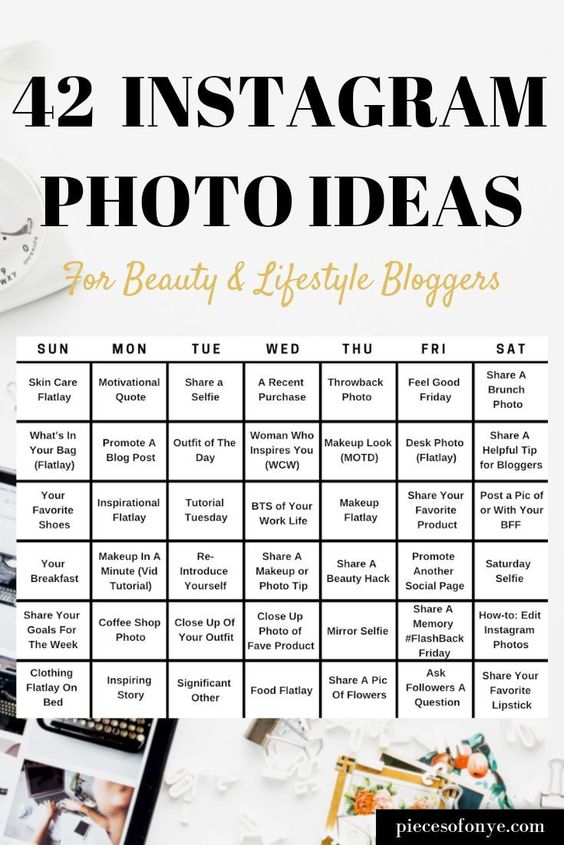 42 INSTAGRAM
PHOTO IDEAS
For Beauty & Lifestyle Bloggers
SUN MON TUE WED THU FRI SAT
Skin Care
Flatlay
Motivational
Quote
Share a
Selfie
A Recent
Purchase
Throwback
Photo
Feel Good
Friday
Share A
Brunch
Photo
What's In
Your Bag
(Flatlay)
Promote A
Blog Post
Outfit of The
Day
Woman Who
Inspires You
(WCW)
Makeup Look
(MOTD)
Desk Photo
(Flatlay)
Share A
Helpful Tip
for Bloggers
Your
Favorite
Shoes
Inspirational
Flatlay
Tutorial
Tuesday
BTS of Your
Work Life
Makeup
Flatlay
Share Your
Favorite
Product
Post a Pic of
or With Your
BFF
Your
Breakfast
Makeup In A
Minute (Vid
Tutorial)
Re-
Introduce
Yourself
Share A
Makeup or
Photo Tip
Share A
Beauty Hack
Promote
Another
Social Page
Saturday
Selfie
Share Your
Goals For
The Week
Coffee Shop
Photo
Close Up Of
Your Outfit
Close Up
Photo of
Fave Product
Mirror Selfie
Share A
Memory
#FlashBack
Friday
How-to: Edit
Instagram
Photos
Clothing
Flatlay On
Bed
Inspiring
Story
Significant
Other
Food Flatlay
Share A Pic
Of Flowers
Ask
Followers A
Question
Share Your
Favorite
Lipstick
piecesofonye.com